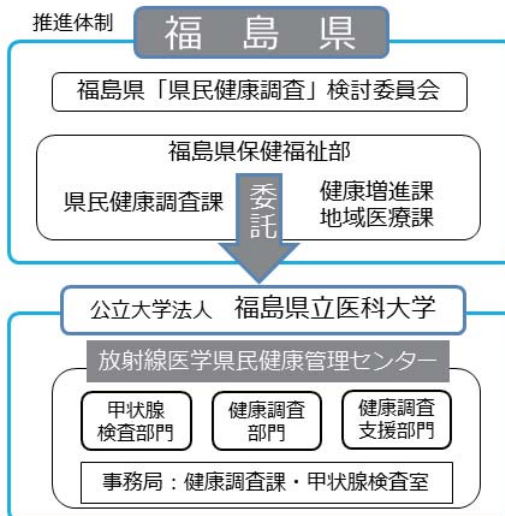 推進体制
福島県
福島県「県民健康調査」検討委員会
福島県保健福祉部
県民健康調査課
委託
健康増進課
地域医療課
公立大学法人 福島県立医科大学
放射線医学県民健康管理センター
甲状腺
検査部門
健康調査
部門
健康調査
支援部門
事務局：健康調査課・甲状腺検査室